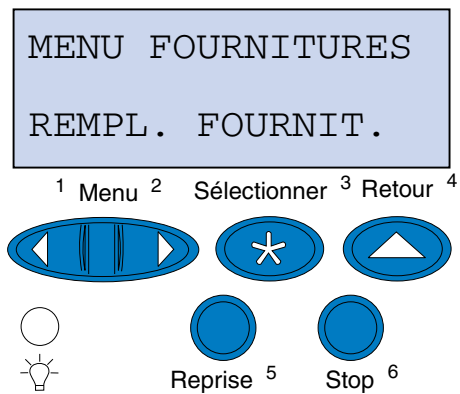 MENU FOURNITURES
REMPL. FOURNIT.
1 Menu 2 Sélectionner 3 Retour 4
Reprise 5 Stop 6